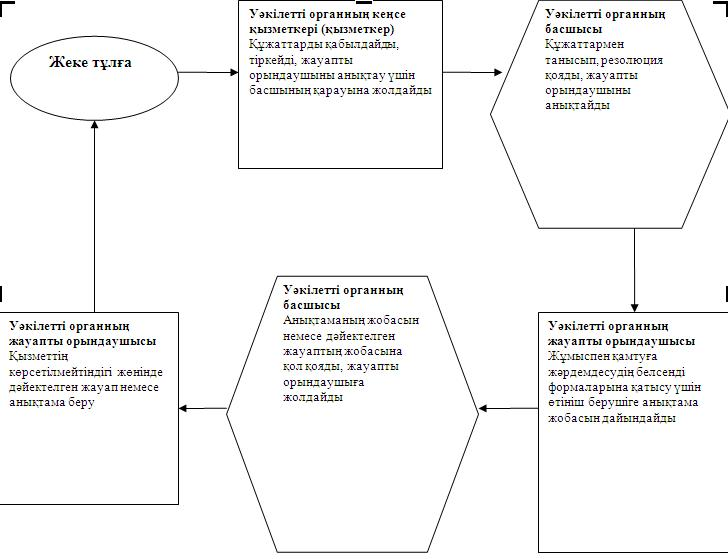 Жеке тұлға
Уәкілетті органның кеңсе
қызметкері (қызметкер)
Құжаттарды қабылдайды,
тіркейді, жауапты
орындаушыны анықтау үшін
басшының қарауына жолдайды
Уәкілетті органның
басшысы
Құжаттармен
танысып, резолюция
қояды, жауапты
орындаушыны
анықтайды
Уәкілетті органның
жауапты орындаушысы
Қызметтің
көрсетілмейтіндігі жөнінде
дәйектелген жауап немесе
анықтама беру
Уәкілетті органның
басшысы
Анықтаманың жобасын
немесе дәйектелген
жауаптың жобасына
қол қояды, жауапты
орындаушыға
жолдайды
Уәкілетті органның
жауапты орындаушысы
Жұмыспен қамтуға
жәрдемдесудің белсенді
формаларына қатысу үшін
өтініш берушіге анықтама
жобасын дайындайды